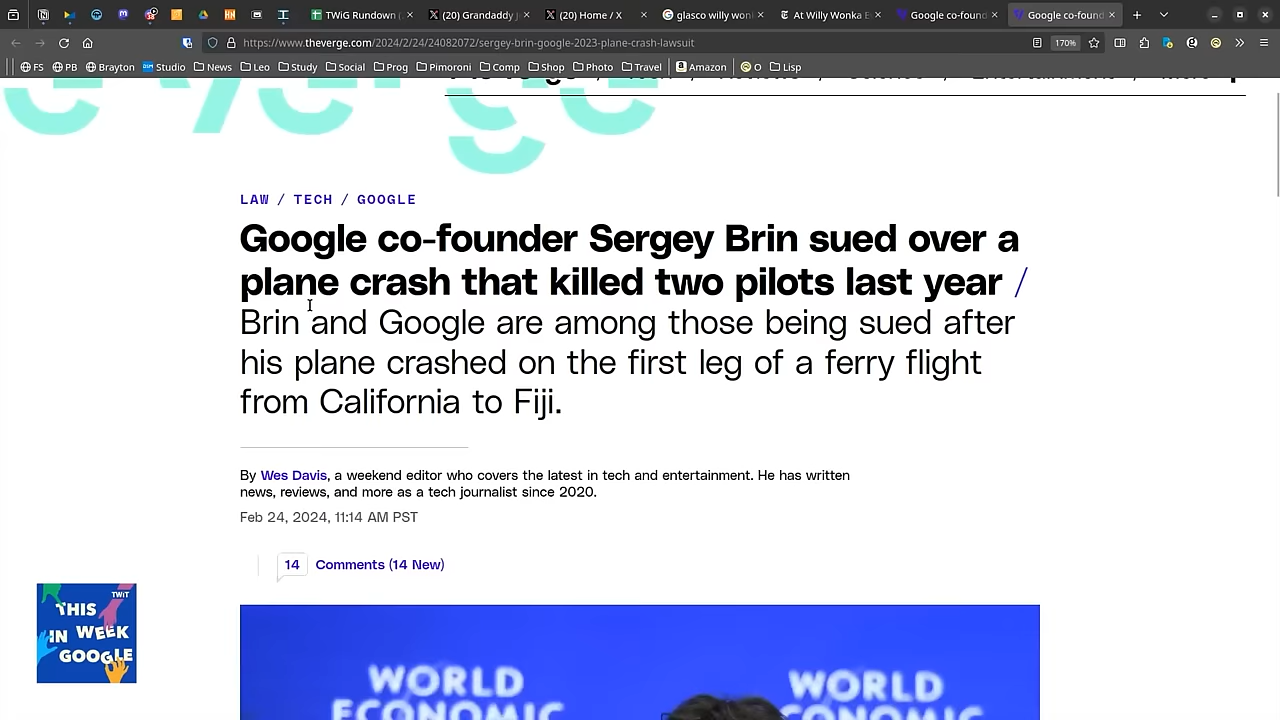 TWiG Rundown (
(20) Grandaddy
(20) Home / X
glasco willy won
At Willy Wonka E
Google co-found
Google co-found
https://www.theverge.com/2024/2/24/24082072/sergey-brin-google-2023-plane-crash-lawsuit
170%
FS PB Brayton Studio News Leo Study Social Prog Pimoroni Comp Shop Photo Travel Amazon O Lisp
LAW / TECH / GOOGLE
Google co-founder Sergey Brin sued over a
plane crash that killed two pilots last year /
Brin and Google are among those being sued after
his plane crashed on the first leg of a ferry flight
from California to Fiji.
By Wes Davis, a weekend editor who covers the latest in tech and entertainment. He has written
news, reviews, and more as a tech journalist since 2020.
Feb 24, 2024, 11:14 AM PST
14 Comments (14 New)
TWiT
THIS
IN WEEK
GOOGLE
WORLD
ECONOMIC
WORLD
ECONOMIC